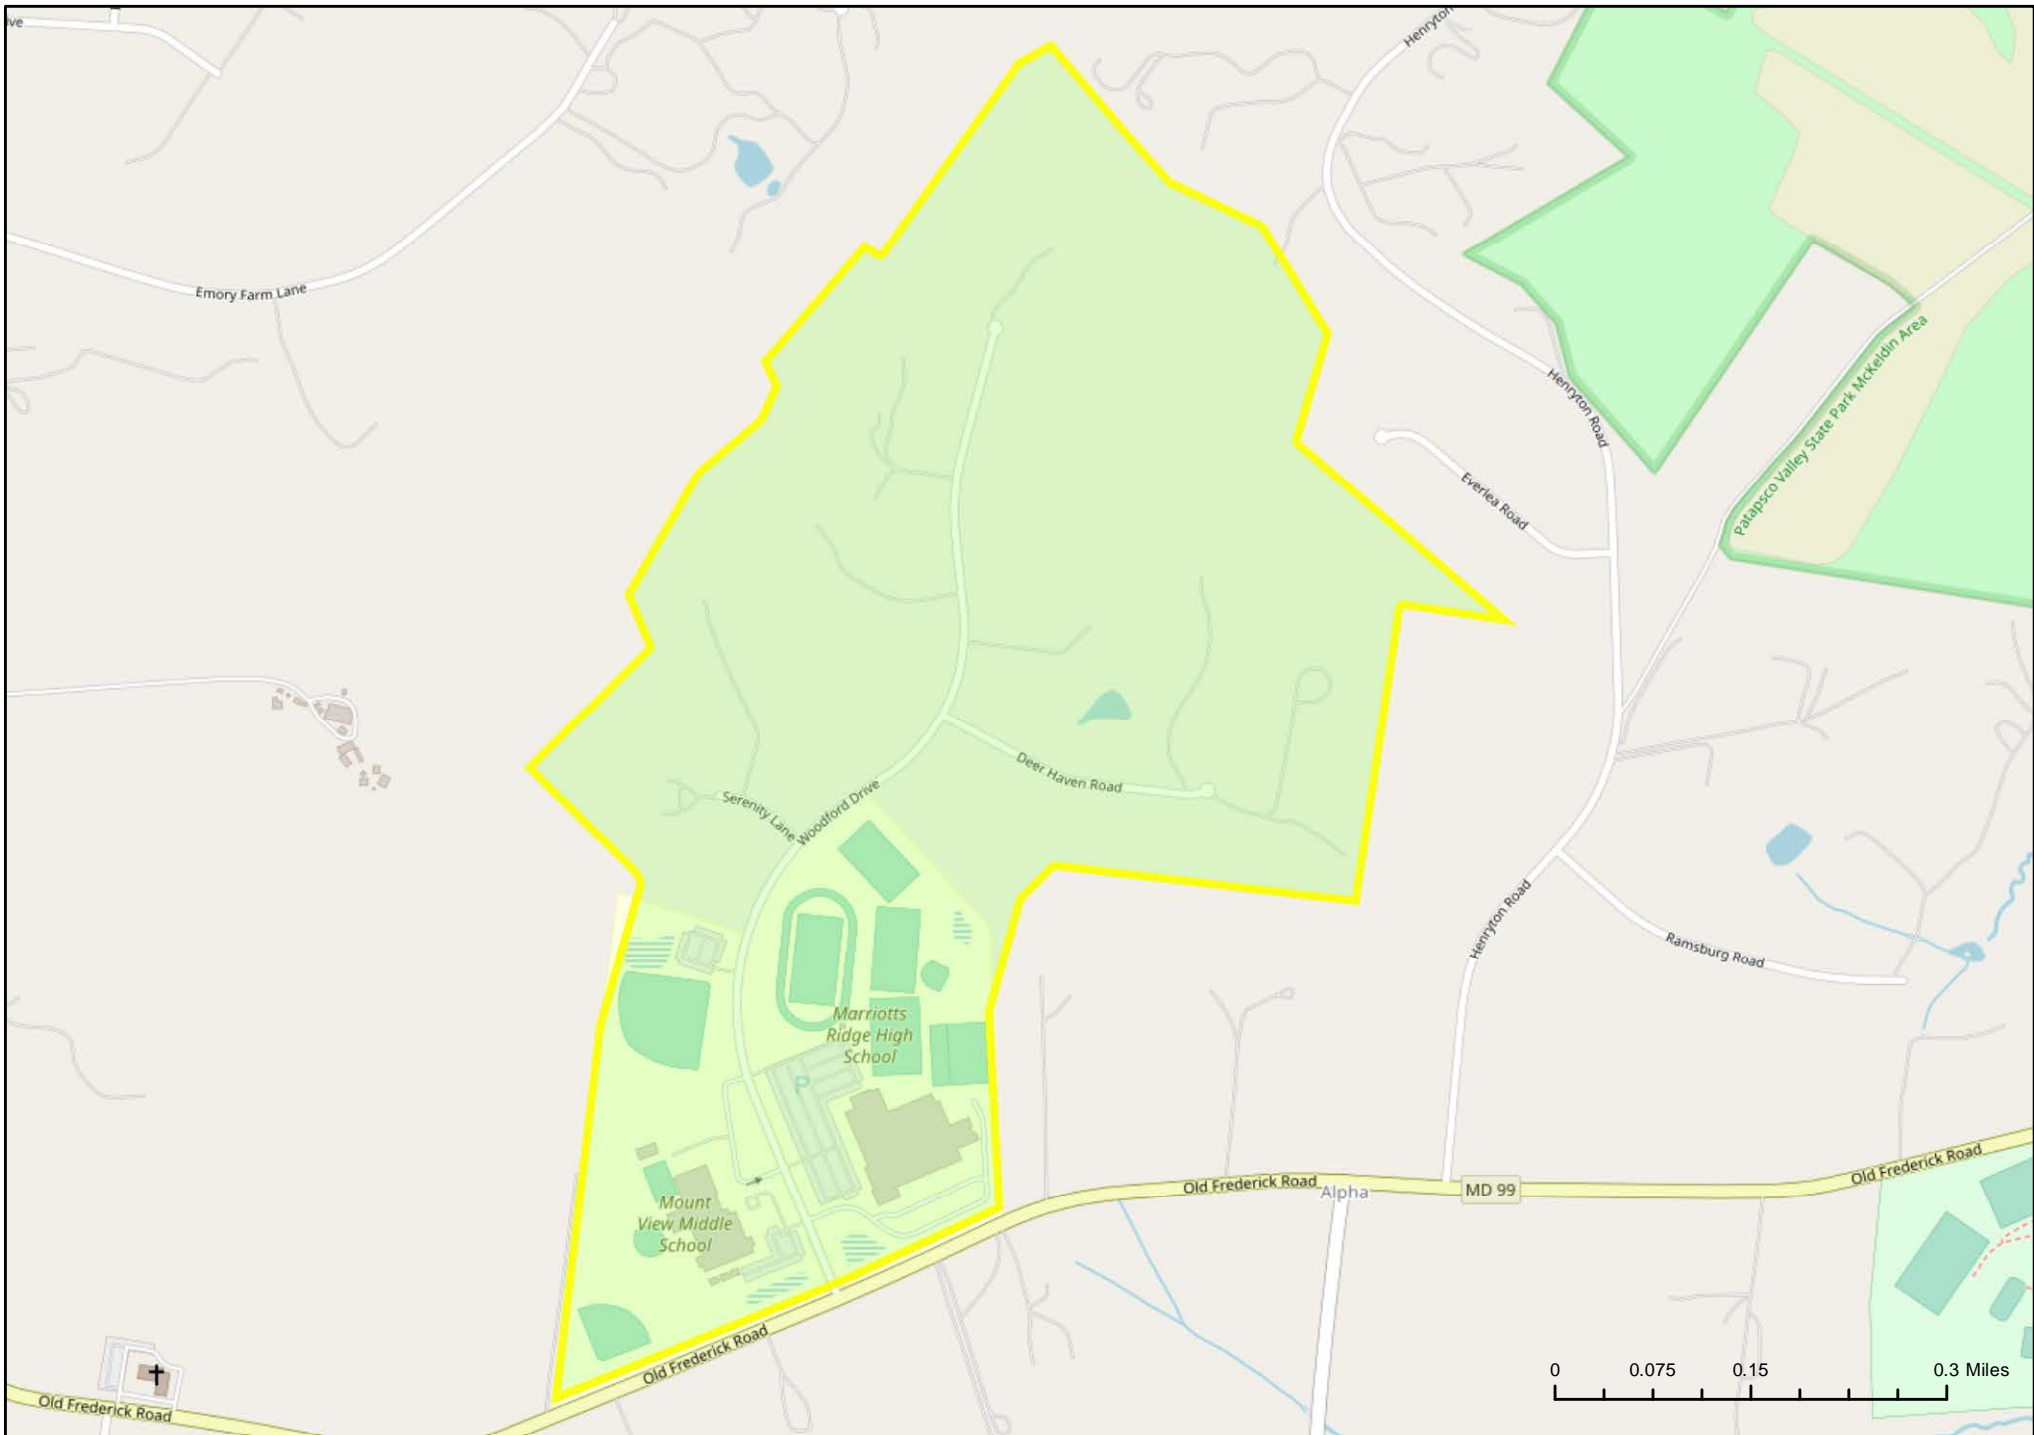 ve
Henryton
Emory Farm Lane
Patapsco Valley State Park McKeldin Area
Henryton Road
Everlea Road
Deer Haven Road
Serenity Lane
Woodford Drive
Henryton Road
Ramsburg Road
Marriotts
Ridge High
School
P
Mount
View Middle
School
Old Frederick Road
Alpha
MD 99
Old Frederick Road
Old Frederick Road
Old Frederick Road
0 0.075 0.15 0.3 Miles